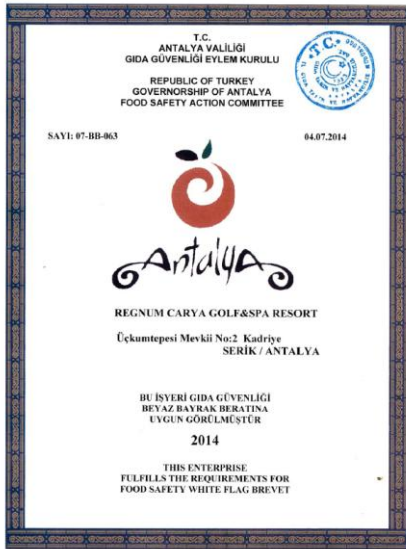 T.C.
ANTALYA VALİLİĞİ
GIDA GÜVENLİĞİ EYLEM KURULU
REPUBLIC OF TURKEY
GOVERNORSHIP OF ANTALYA
FOOD SAFETY ACTION COMMITTEE
T.C.
SAYI: 07-BB-063
04.07.2014
Antalya
REGNUM CARYA GOLF&SPA RESORT
Üçkumtepesi Mevkii No:2 Kadriye
SERİK / ANTALYA
BU İŞYERİ GIDA GÜVENLİĞİ
BEYAZ BAYRAK BERATINA
UYGUN GÖRÜLMÜŞTÜR
2014
THIS ENTERPRISE
FULFILLS THE REQUIREMENTS FOR
FOOD SAFETY WHITE FLAG BREVET